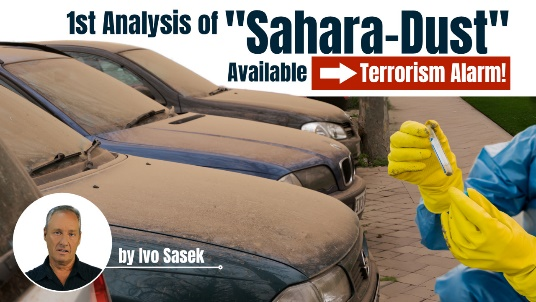 1st Analysis of "Sahara-Dust"
Available Terrorism Alarm!
by Ivo Sasek